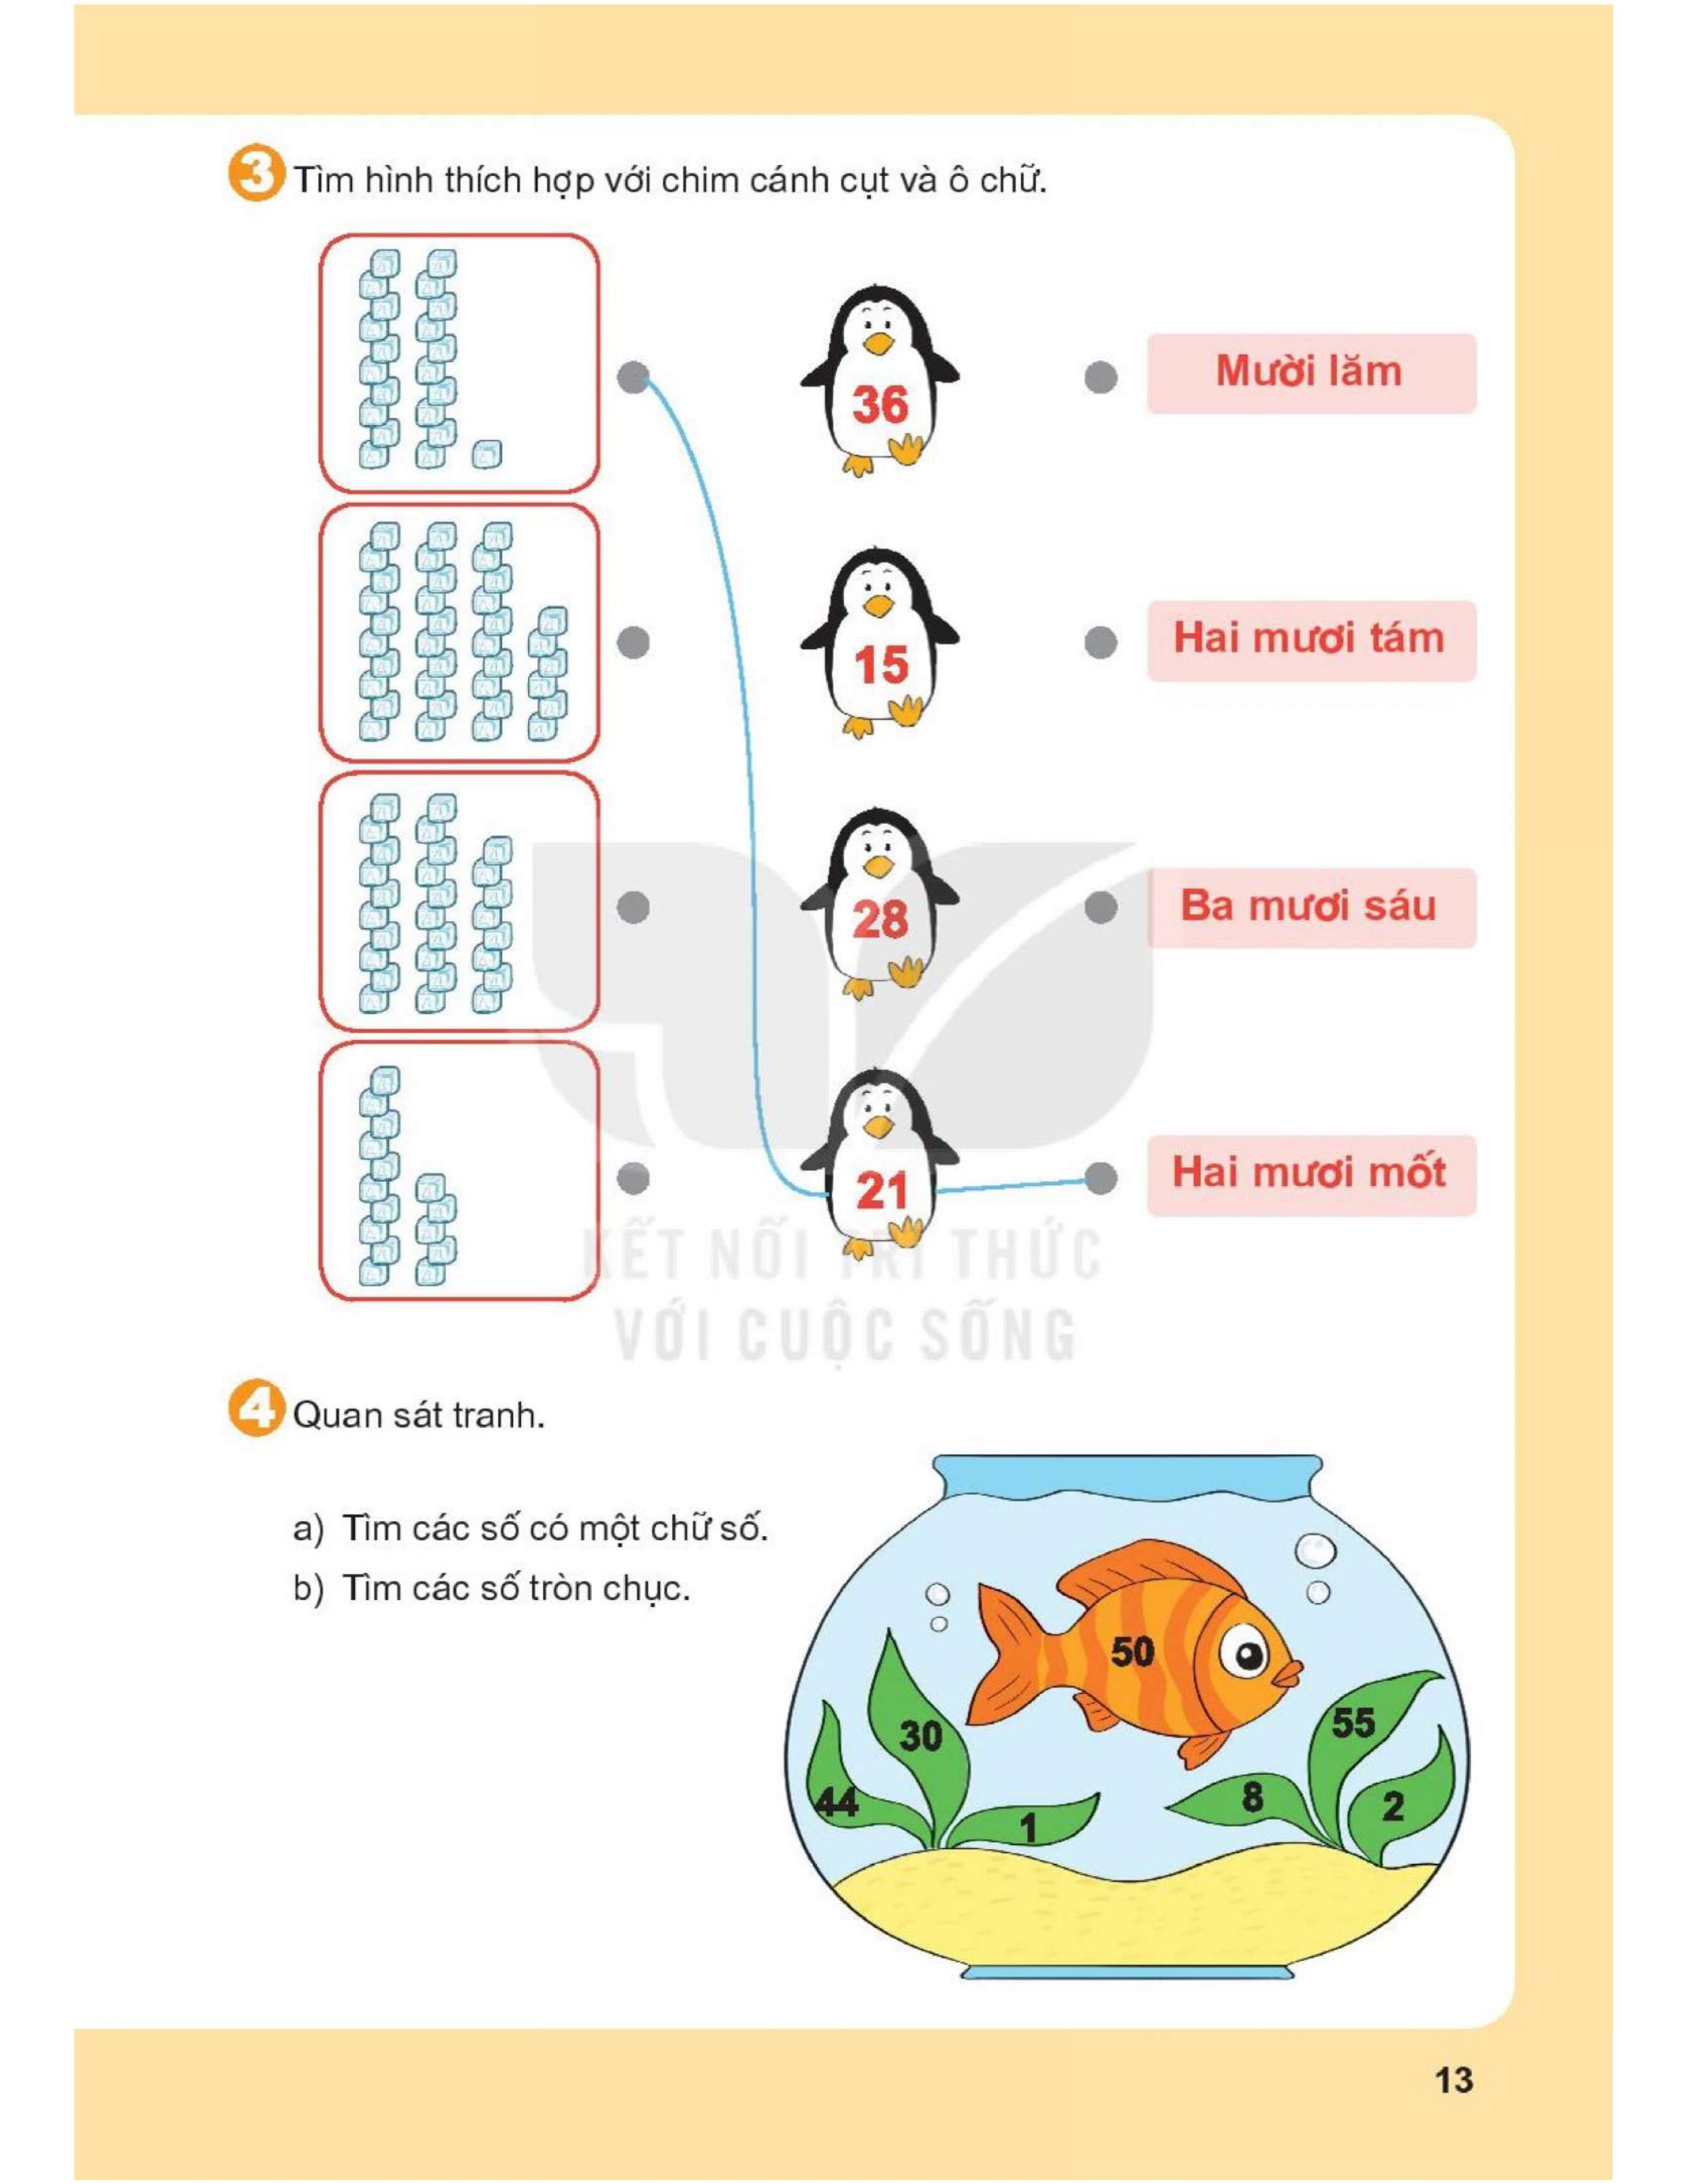 3 Tìm hình thích hợp với chim cánh cụt và ô chữ.
36
Mười lăm
15
Hai mươi tám
28
Ba mươi sáu
21
Hai mươi mốt
KẾT NỐI TRI THỨC
VỚI CUỘC SỐNG
4 Quan sát tranh.
a) Tìm các số có một chữ số.
b) Tìm các số tròn chục.
50
30
55
44
1
8
2
13